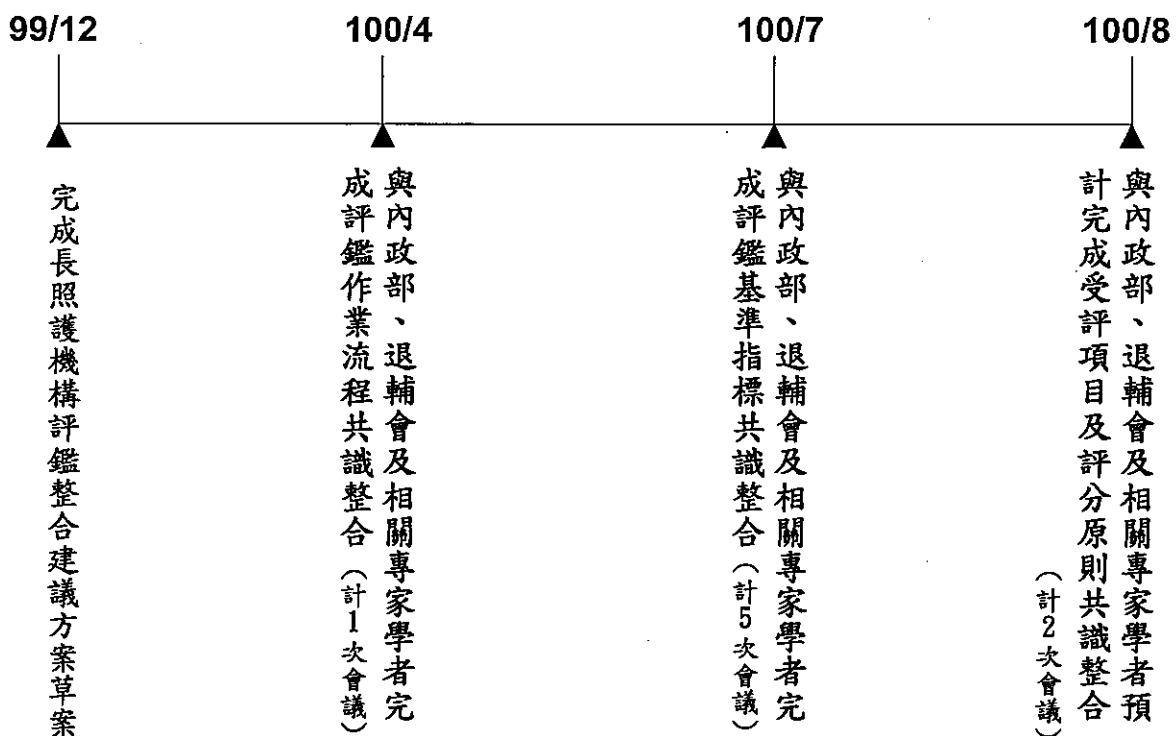 99/12
100/4
100/7
100/8
完成長照護機構評鑑整合建議方案草案
與內政部、退輔會及相關專家學者完
成評鑑作業流程共識整合（計1次會議）
與內政部、退輔會及相關專家學者完
成評鑑基準指標共識整合（計5次會議）
與內政部、退輔會及相關專家學者預
計完成受評項目及評分原則共識整合
（計2次會議）